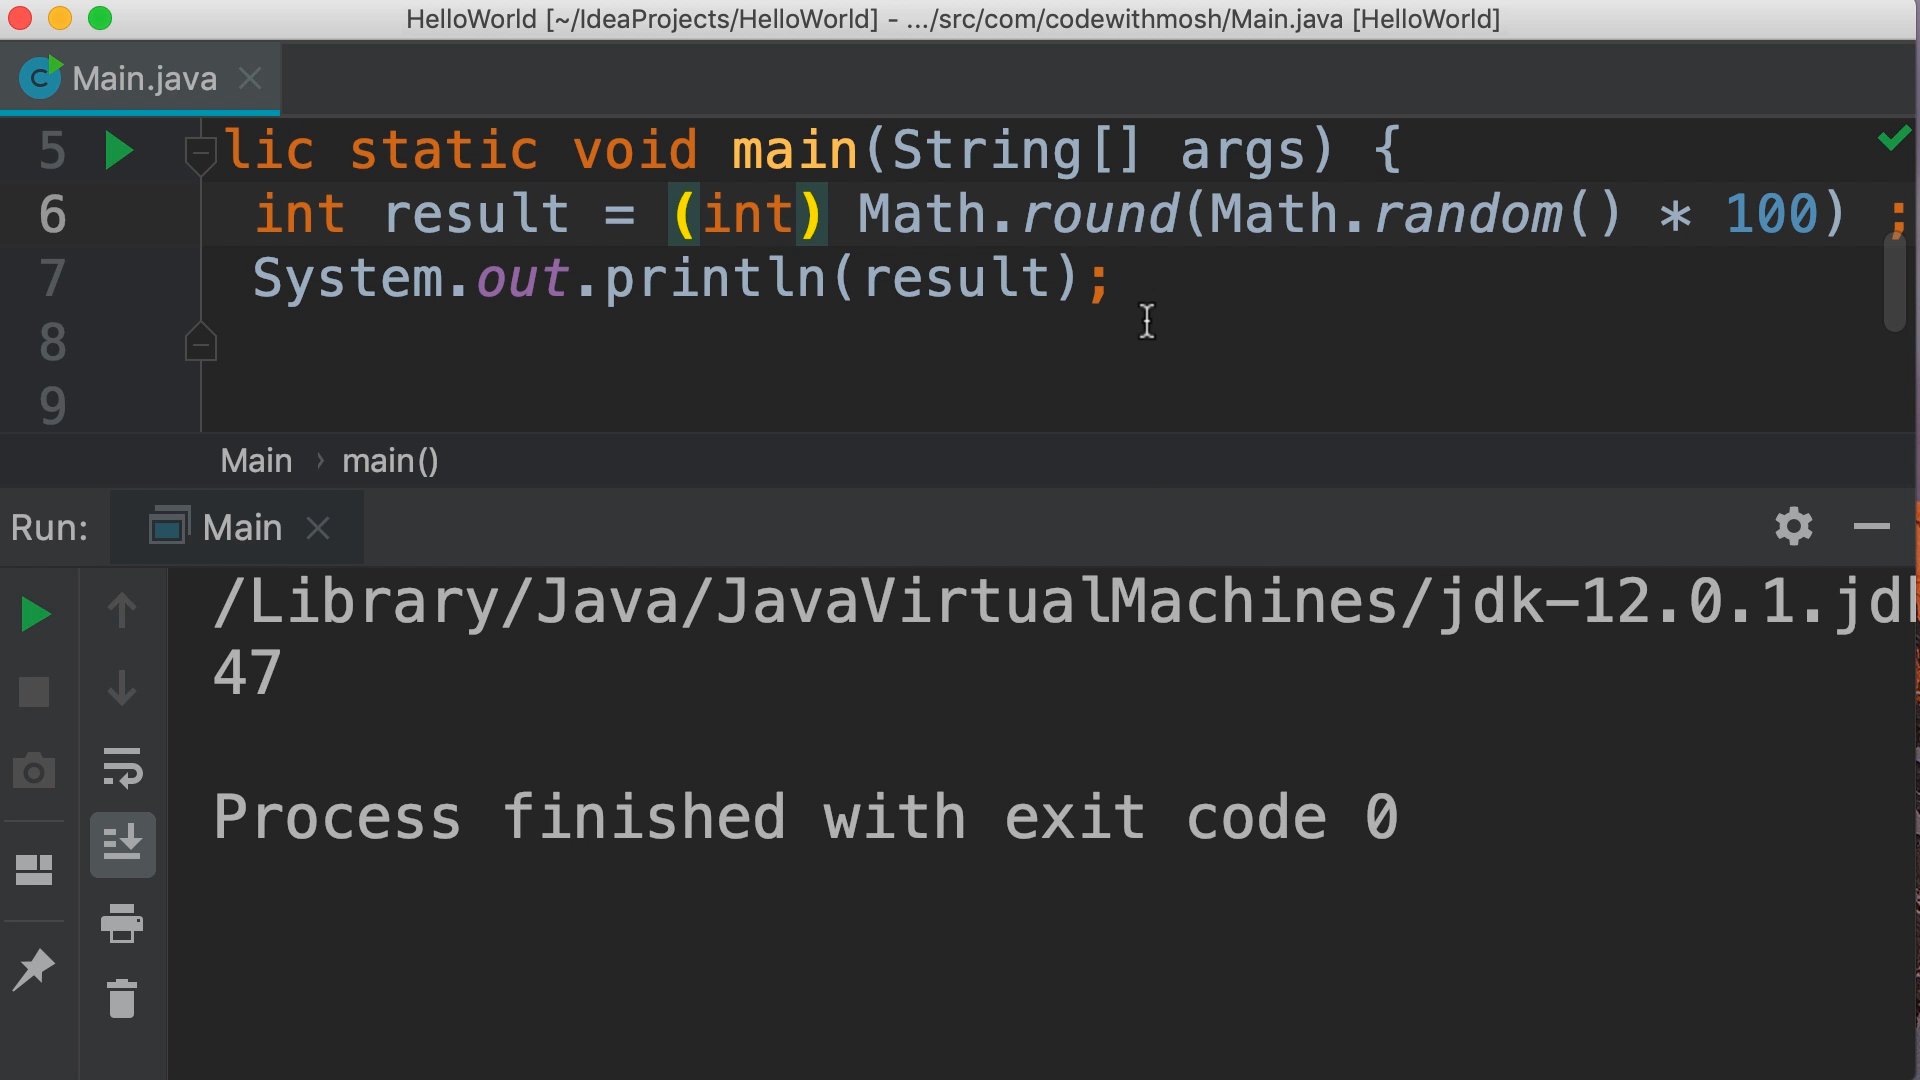 HelloWorld [~/IdeaProjects/HelloWorld] - .../src/com/codewithmosh/Main.java [HelloWorld]
Main.java
5 lic static void main(String[] args) {
6 int result = (int) Math.round(Math.random() * 100) ;
7 System.out.println(result);
8
9
Main › main()
Run: Main
/Library/Java/JavaVirtualMachines/jdk-12.0.1.jd
47
Process finished with exit code 0